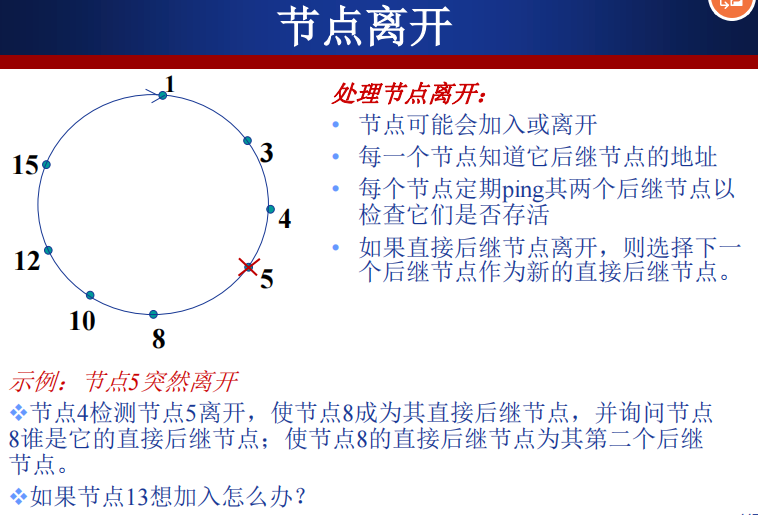 节点离开
1
3
15
4
12
5
10
8
处理节点离开：
• 节点可能会加入或离开
• 每一个节点知道它后继节点的地址
• 每个节点定期ping其两个后继节点以
检查它们是否存活
• 如果直接后继节点离开，则选择下一
个后继节点作为新的直接后继节点。
示例：节点5突然离开
❖节点4检测节点5离开，使节点8成为其直接后继节点，并询问节点
8谁是它的直接后继节点；使节点8的直接后继节点为其第二个后继
节点。
❖如果节点13想加入怎么办？